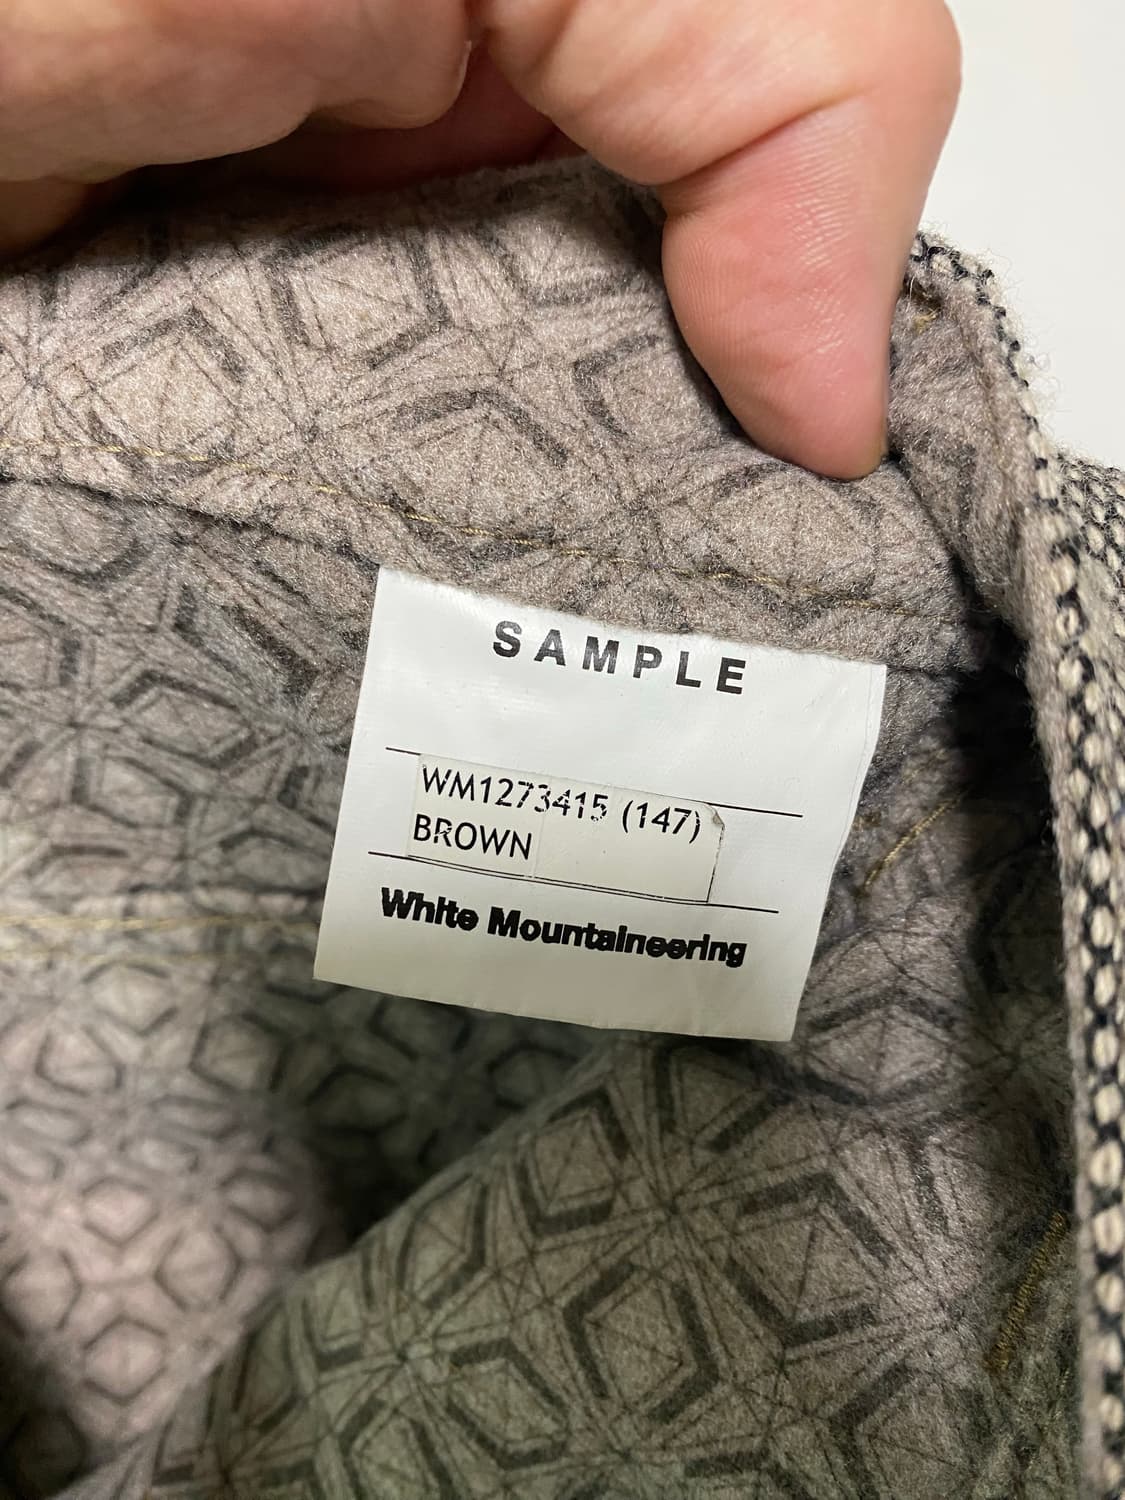 SAMPLE
WM1273415 (147)
BROWN
White Mountaineering